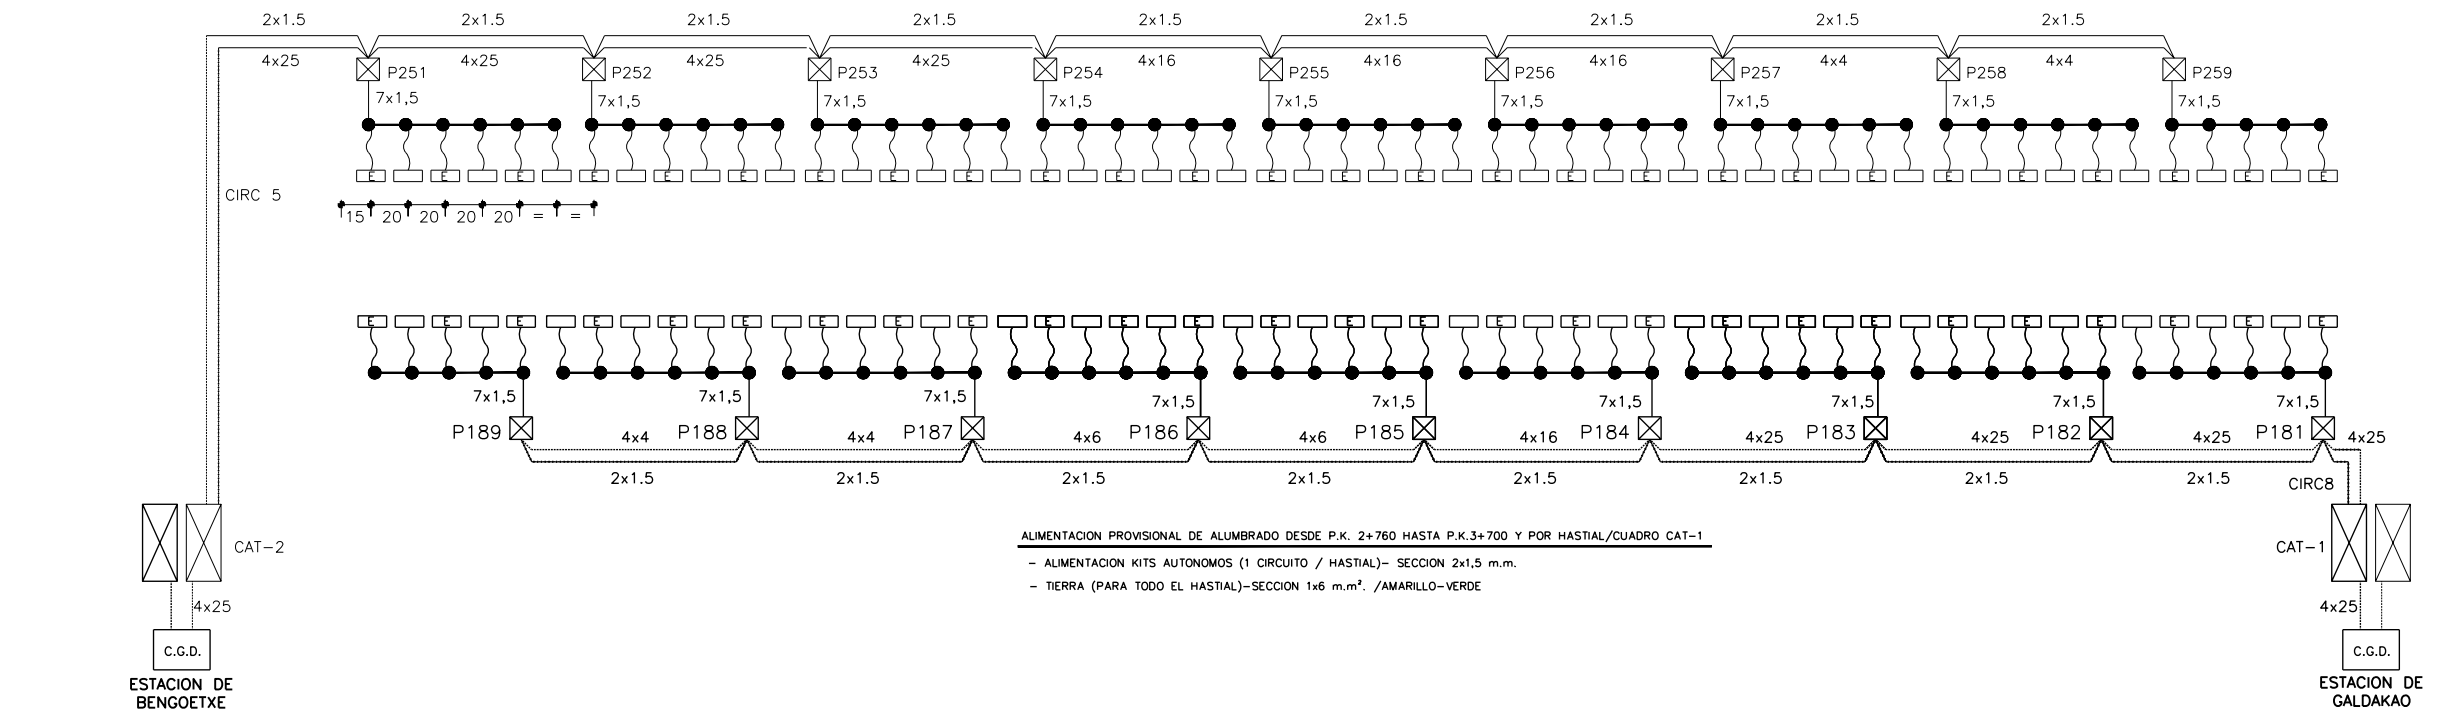 2x1.5 2x1.5 2x1.5 2x1.5 2x1.5 2x1.5 2x1.5 2x1.5 2x1.5
4x25 4x25 4x25 4x25 4x16 4x16 4x16 4x4 4x4
P251 P252 P253 P254 P255 P256 P257 P258 P259
7x1,5 7x1,5 7x1,5 7x1,5 7x1,5 7x1,5 7x1,5 7x1,5 7x1,5
E E E E E E E E E E E E E E E E E E E E E E E E E E E
CIRC 5
15 20 20 20 20 = =
E E E E E E E E E E E E E E E E E E E E E E E E E E E
7x1,5 7x1,5 7x1,5 7x1,5 7x1,5 7x1,5 7x1,5 7x1,5 7x1,5
P189 4x4 P188 4x4 P187 4x6 P186 4x6 P185 4x16 P184 4x25 P183 4x25 P182 4x25 P181 4x25
2x1.5 2x1.5 2x1.5 2x1.5 2x1.5 2x1.5 2x1.5 2x1.5
CIRC8
ALIMENTACION PROVISIONAL DE ALUMBRADO DESDE P.K. 2+760 HASTA P.K.3+700 Y POR HASTIAL/CUADRO CAT-1
- ALIMENTACION KITS AUTONOMOS (1 CIRCUITO / HASTIAL)- SECCION 2x1,5 m.m.
- TIERRA (PARA TODO EL HASTIAL)-SECCION 1x6 m.m². /AMARILLO-VERDE
CAT-2
CAT-1
4x25
4x25
C.G.D.
C.G.D.
ESTACION DE
BENGOETXE
ESTACION DE
GALDAKAO